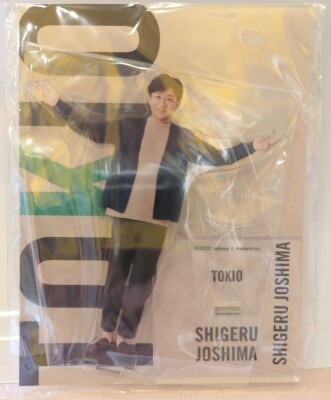 TOKIO
©2022 Johnny & Associates
TOKIO
SHIGERU
JOSHIMA
SHIGERU JOSHIMA